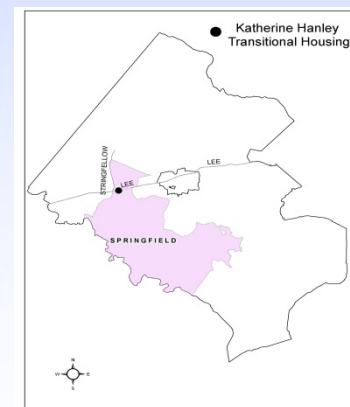 Katherine Hanley
Transitional Housing
STRINGFELLOW
LEE
LEE
SPRINGFIELD
N
W
E
S